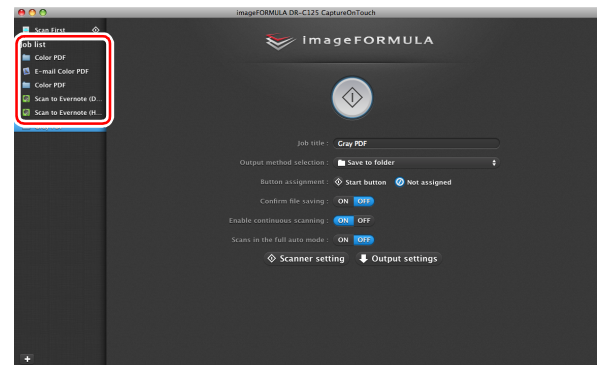 imageFORMULA DR-C125 CaptureOnTouch
Scan First
Job list
Color PDF
E-mail Color PDF
Color PDF
Scan to Evernote (D...
Scan to Evernote (H...
imageFORMULA
Job title : Gray PDF
Output method selection : Save to folder
Button assignment : Start button Not assigned
Confirm file saving : ON OFF
Enable continuous scanning : ON OFF
Scans in the full auto mode : ON OFF
Scanner setting Output settings
+